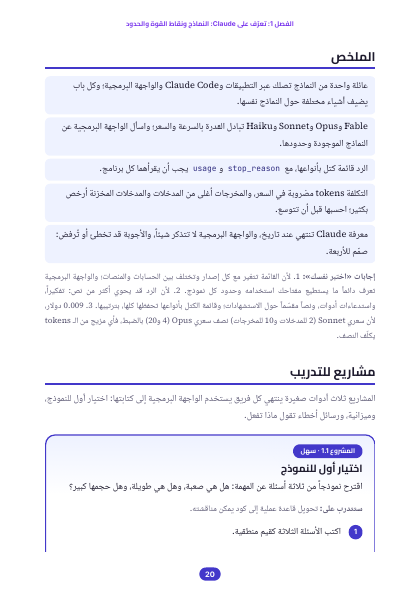 الفصل 1: تعرّف على Claude: النماذج ونقاط القوة والحدود
الملخص
عائلة واحدة من النماذج تصلك عبر التطبيقات وClaude Code والواجهة البرمجية؛ وكل باب
يضيف أشياء مختلفة حول النماذج نفسها.
Fable وOpus وSonnet وHaiku تبادل القدرة بالسرعة والسعر؛ واسأل الواجهة البرمجية عن
النماذج الموجودة وحدودها.
الرد قائمة كتل بأنواعها، مع stop_reason و usage يجب أن يقرأهما كل برنامج.
التكلفة tokens مضروبة في السعر، والمخرجات أغلى من المدخلات والمدخلات المخزنة أرخص
بكثير؛ احسبها قبل أن تتوسع.
معرفة Claude تنتهي عند تاريخ، والواجهة البرمجية لا تتذكر شيئاً، والأجوبة قد تخطئ أو تُرفض:
صمّم للأربعة.
إجابات «اختبر نفسك»: 1. لأن القائمة تتغير مع كل إصدار وتختلف بين الحسابات والمنصات؛ والواجهة البرمجية
تعرف دائماً ما يستطيع مفتاحك استخدامه وحدود كل نموذج. 2. لأن الرد قد يحوي أكثر من نص: تفكيراً،
واستدعاءات أدوات، ونصاً مقسّماً حول الاستشهادات؛ وقائمة الكتل بأنواعها تحفظها كلها، بترتيبها. 3. 0.009 دولار،
لأن سعري Sonnet (2 للمدخلات و10 للمخرجات) نصف سعري Opus (4 و20) بالضبط، فأي مزيج من الـ tokens
يكلّف النصف.
مشاريع للتدريب
المشاريع ثلاث أدوات صغيرة ينتهي كل فريق يستخدم الواجهة البرمجية إلى كتابتها: اختيار أول للنموذج،
وميزانية، ورسائل أخطاء تقول ماذا تفعل.
المشروع 1.1 · سهل
اختيار أول للنموذج
اقترح نموذجاً من ثلاثة أسئلة عن المهمة: هل هي صعبة، وهل هي طويلة، وهل حجمها كبير؟
ستتدرب على: تحويل قاعدة عملية إلى كود يمكن مناقشته.
1 اكتب الأسئلة الثلاثة كقيم منطقية.
20